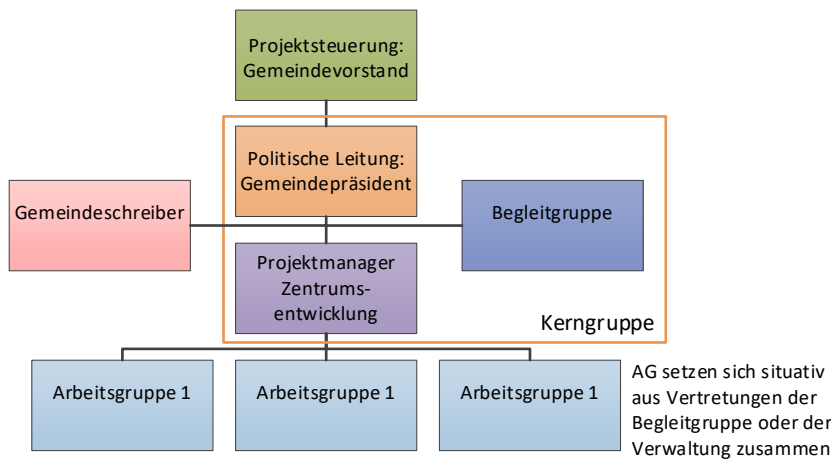 Projektsteuerung:
Gemeindevorstand
Politische Leitung:
Gemeindepräsident
Gemeindeschreiber
Begleitgruppe
Projektmanager
Zentrums-
entwicklung
Kerngruppe
Arbeitsgruppe 1
Arbeitsgruppe 1
Arbeitsgruppe 1
AG setzen sich situativ
aus Vertretungen der
Begleitgruppe oder der
Verwaltung zusammen